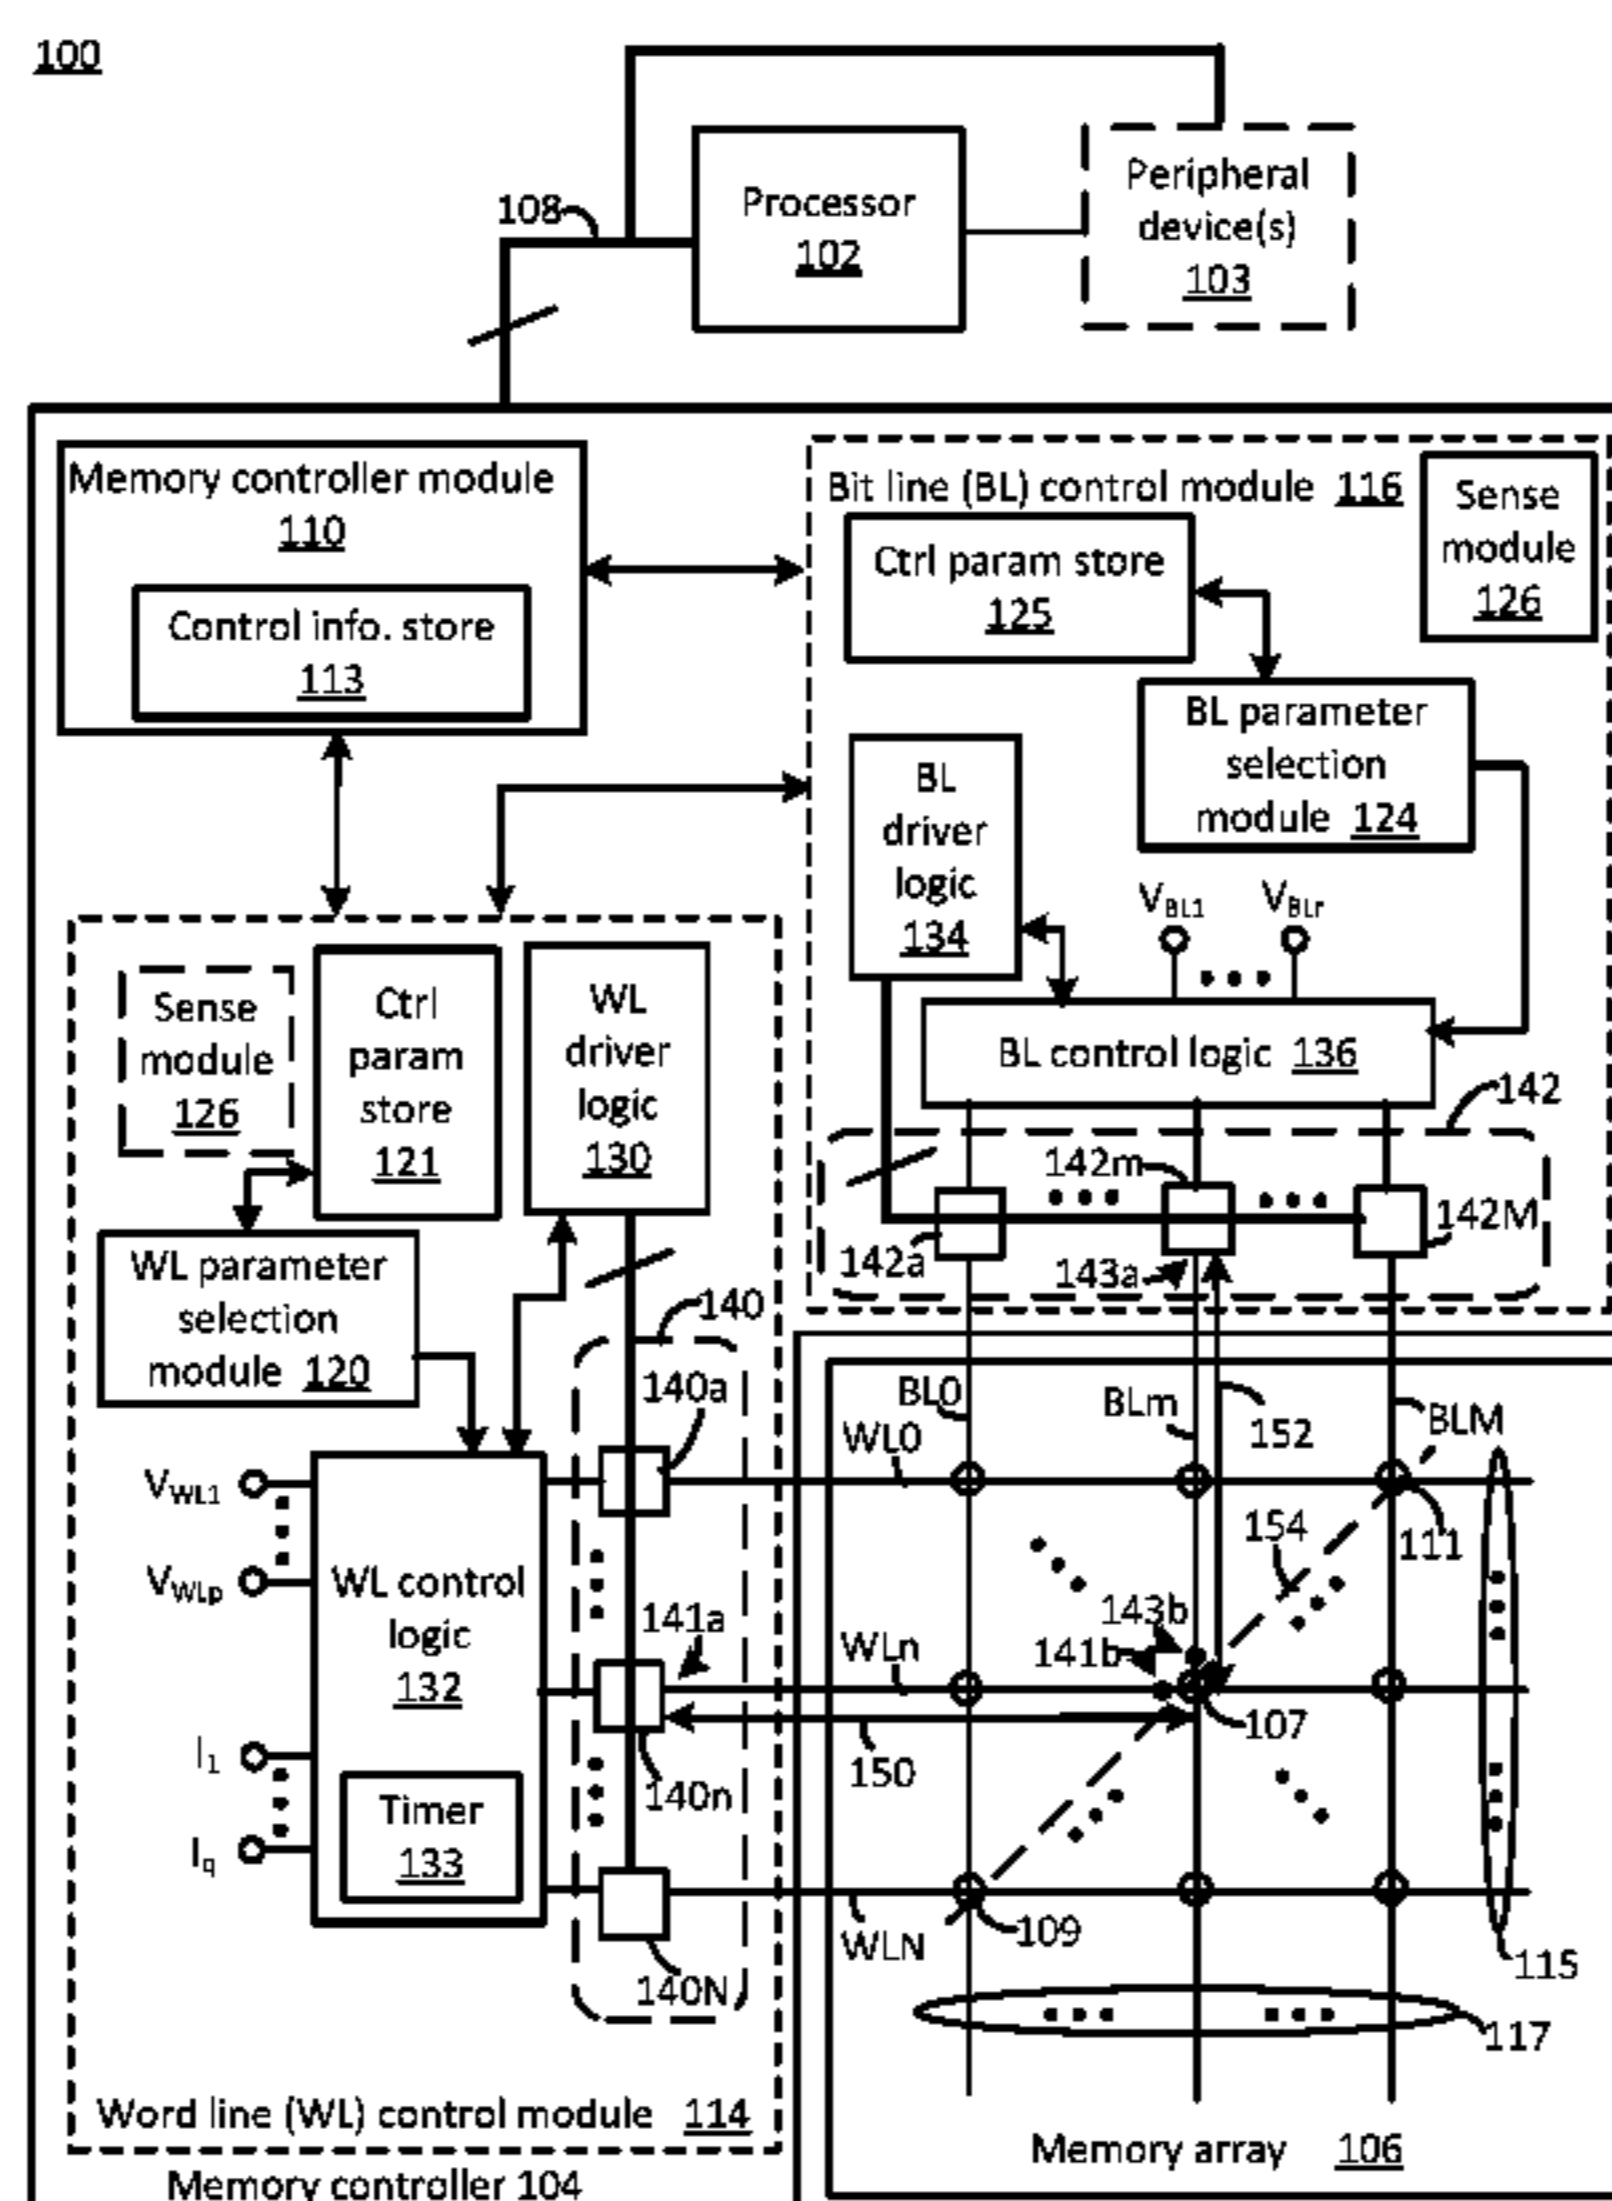 100
108
Processor
102
Peripheral
device(s)
103
Memory controller module
110
Control info. store
113
Bit line (BL) control module 116
Sense
module
126
Ctrl param store
125
BL parameter
selection
module 124
BL
driver
logic
134
VBL1
VBLr
BL control logic 136
142
142m
142a
143a
142M
Sense
module
126
Ctrl
param
store
121
WL
driver
logic
130
WL parameter
selection
module 120
140
140a
VWL1
VWLp
WL control
logic
132
I1
Iq
Timer
133
141a
140n
140N
BL0
BLm
152
BLM
WL0
154
111
143b
141b
WLn
107
150
WLN
109
115
117
Word line (WL) control module 114
Memory array 106
Memory controller 104